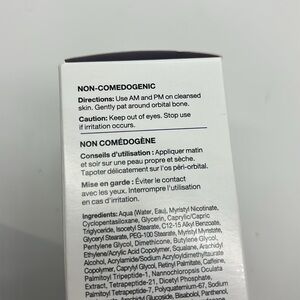 NON-COMEDOGENIC
Directions: Use AM and PM on cleansed
skin. Gently pat around orbital bone.
Caution: Keep out of eyes. Stop use
if irritation occurs.
NON COMÉDOGÈNE
Conseils d'utilisation : Appliquer matin
et soir sur une peau propre et sèche.
Tapoter délicatement sur l'os péri-orbital.
Mise en garde : Éviter le contact
avec les yeux. Interrompre l'utilisation
en cas d'irritation.
Ingredients: Aqua (Water, Eau), Myristyl Nicotinate,
Cyclopentasiloxane, Glycerin, Caprylic/Capric
Triglyceride, Isocetyl Stearate, C12-15 Alkyl Benzoate,
Glyceryl Stearate, PEG-100 Stearate, Myristyl Myristate,
Pentylene Glycol, Dimethicone, Butylene Glycol,
Ethylene/Acrylic Acid Copolymer, Squalane, Arachidyl
Alcohol, Acrylamide/Sodium Acryloyldimethyltaurate
Copolymer, Caprylyl Glycol, Retinyl Palmitate, Caffeine,
Palmitoyl Tripeptide-1, Nannochloropsis Oculata
Extract, Tetrapeptide-21, Dicetyl Phosphate,
Palmitoyl Tripeptide-5, Polyquaternium-67,
Arachidyl Glucoside, Bisabolol, Panthenol,